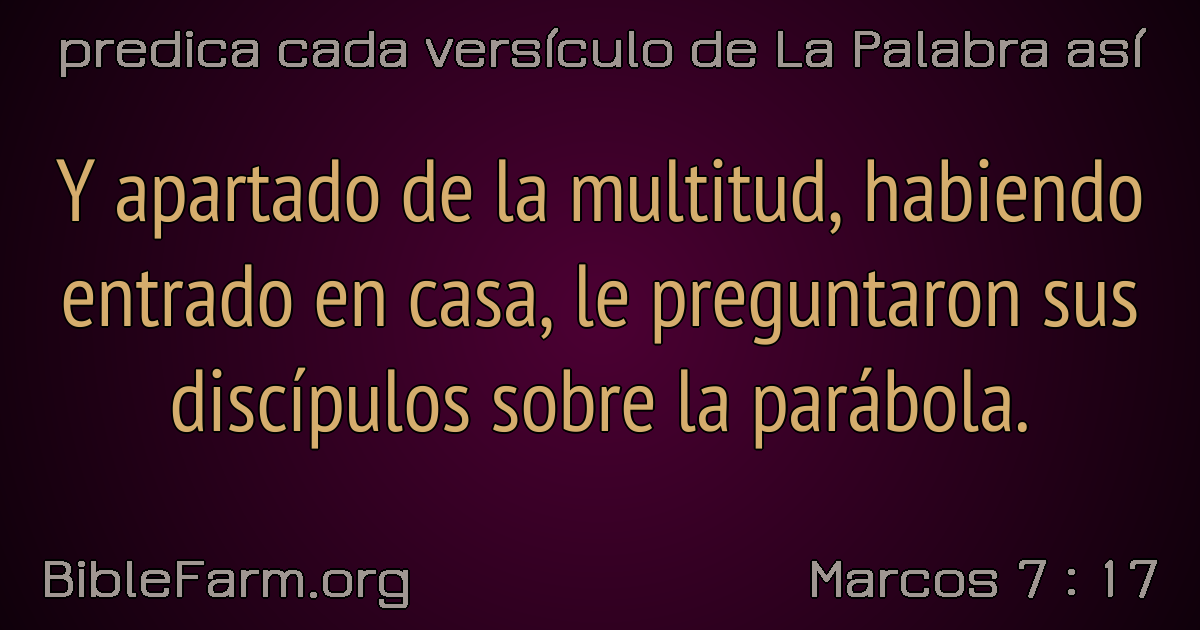 predica cada versículo de La Palabra así
Y apartado de la multitud, habiendo
entrado en casa, le preguntaron sus
discípulos sobre la parábola.
BibleFarm.org
Marcos 7 : 17